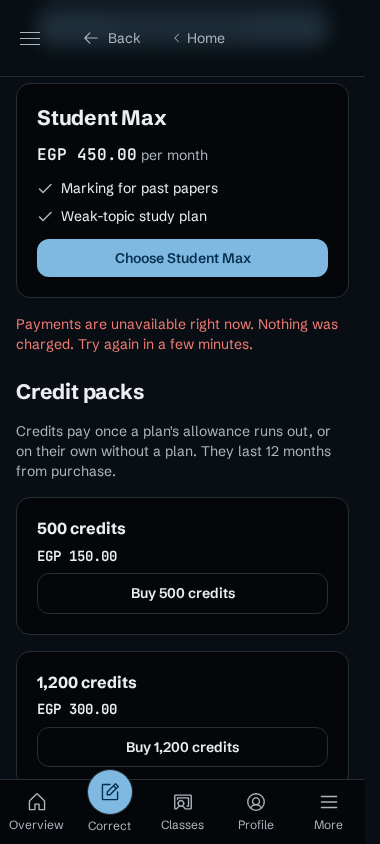 Back
Home
Student Max
EGP 450.00 per month
Marking for past papers
Weak-topic study plan
Choose Student Max
Payments are unavailable right now. Nothing was
charged. Try again in a few minutes.
Credit packs
Credits pay once a plan's allowance runs out, or
on their own without a plan. They last 12 months
from purchase.
500 credits
EGP 150.00
Buy 500 credits
1,200 credits
EGP 300.00
Buy 1,200 credits
Overview
Correct
Classes
Profile
More